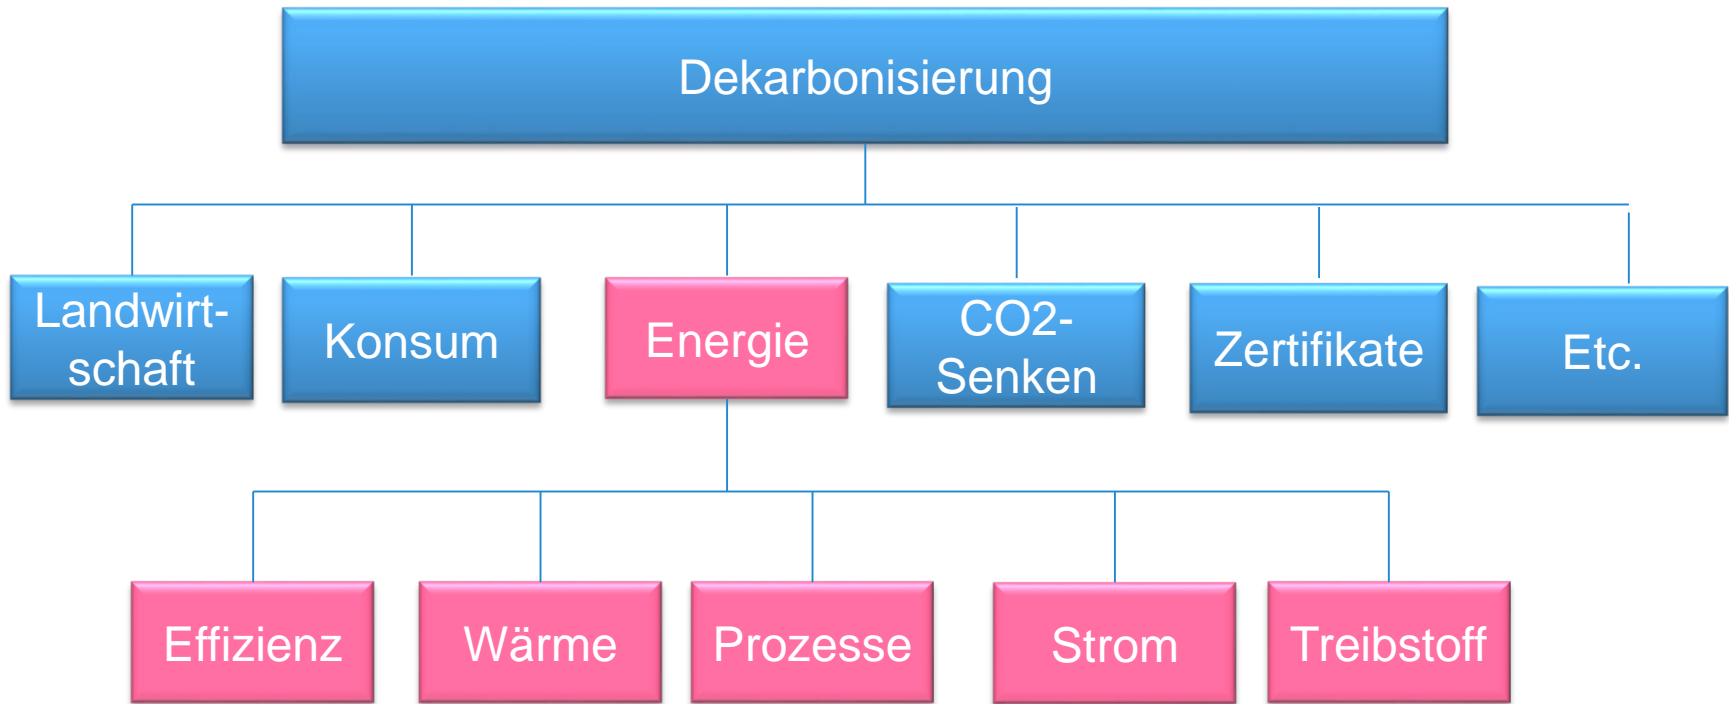 Dekarbonisierung
Landwirt-
schaft
Konsum
Energie
CO2-
Senken
Zertifikate
Etc.
Effizienz
Wärme
Prozesse
Strom
Treibstoff